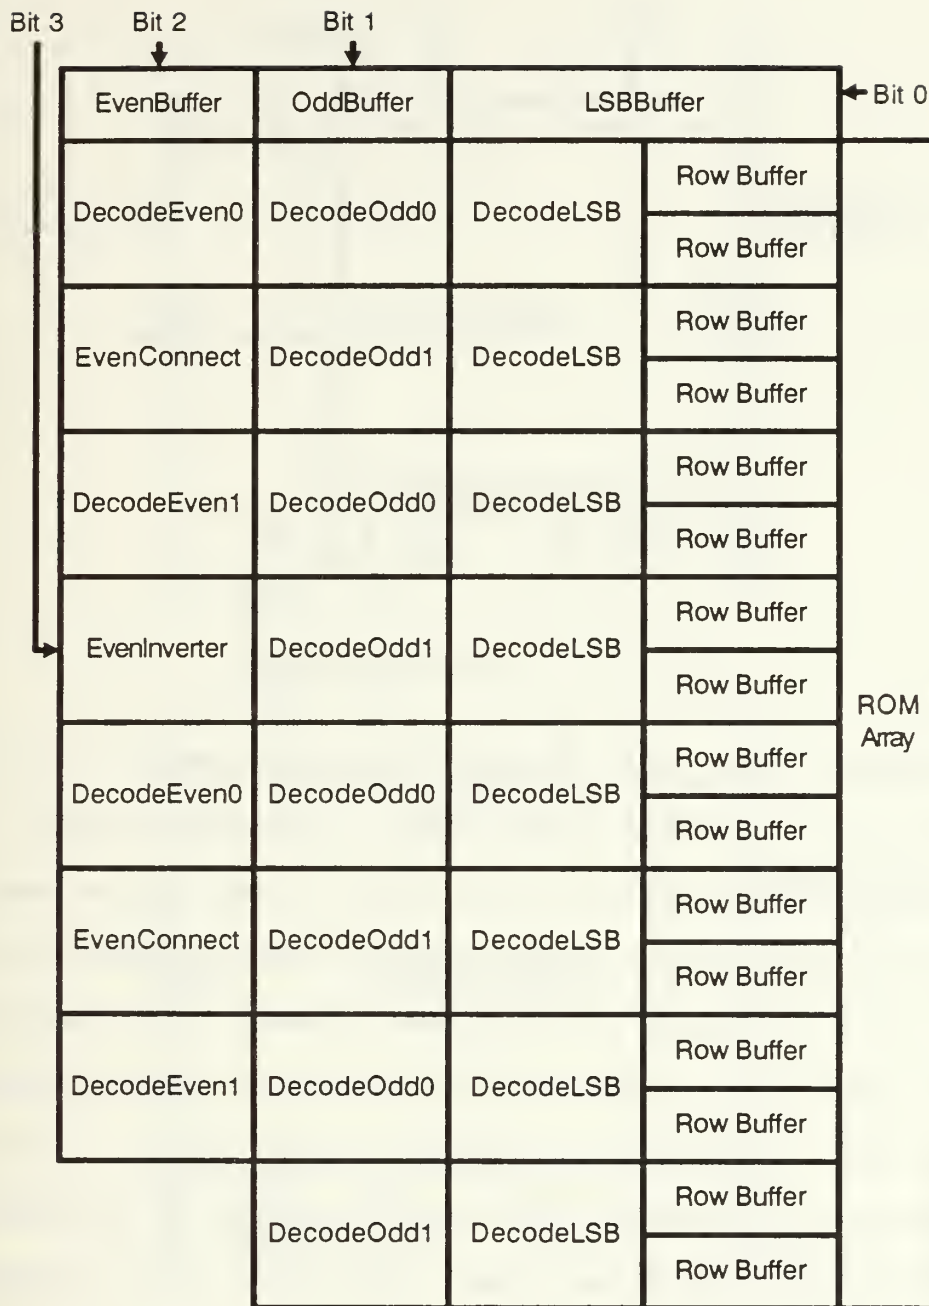 Bit 3 Bit 2 Bit 1
EvenBuffer OddBuffer LSBBuffer Bit 0
DecodeEven0 DecodeOdd0 DecodeLSB Row Buffer
Row Buffer
EvenConnect DecodeOdd1 DecodeLSB Row Buffer
Row Buffer
DecodeEven1 DecodeOdd0 DecodeLSB Row Buffer
Row Buffer
EvenInverter DecodeOdd1 DecodeLSB Row Buffer
Row Buffer
ROM
Array
DecodeEven0 DecodeOdd0 DecodeLSB Row Buffer
Row Buffer
EvenConnect DecodeOdd1 DecodeLSB Row Buffer
Row Buffer
DecodeEven1 DecodeOdd0 DecodeLSB Row Buffer
Row Buffer
DecodeOdd1 DecodeLSB Row Buffer
Row Buffer